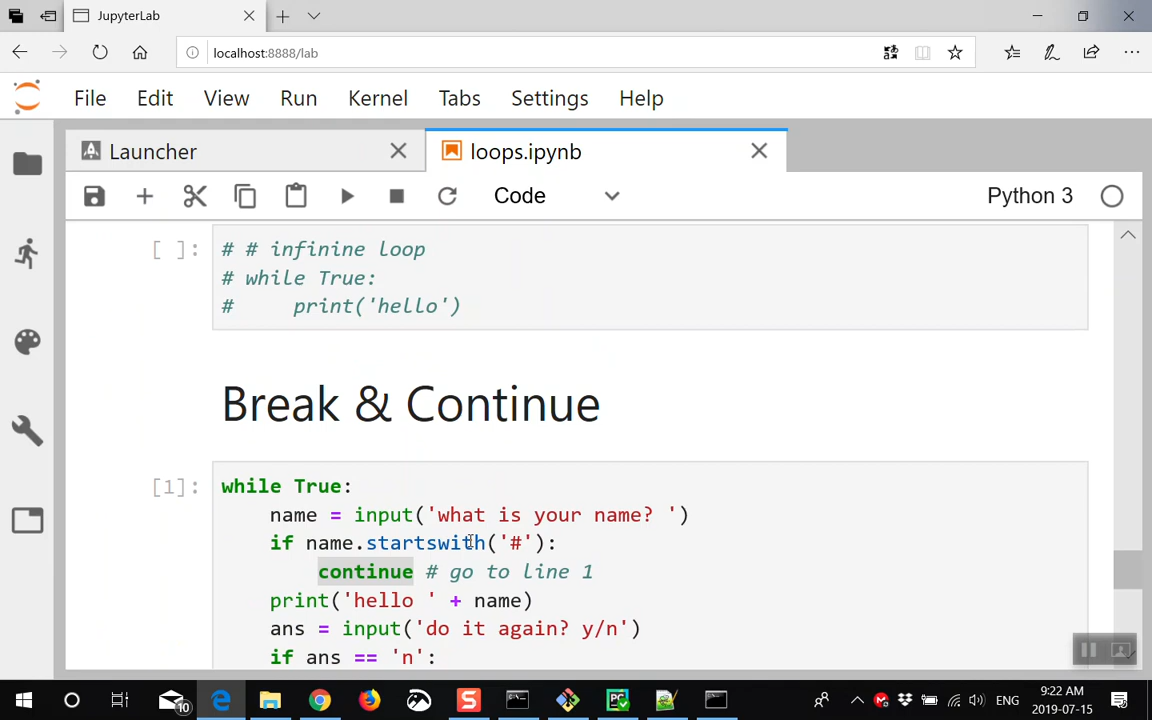 JupyterLab
localhost:8888/lab
File Edit View Run Kernel Tabs Settings Help
Launcher loops.ipynb
Code Python 3
[ ]: # # infinine loop
# while True:
#     print('hello')
Break & Continue
[1]: while True:
    name = input('what is your name? ')
    if name.startswith('#'):
        continue # go to line 1
    print('hello ' + name)
    ans = input('do it again? y/n')
    if ans == 'n':
10 S PC ENG 9:22 AM
2019-07-15